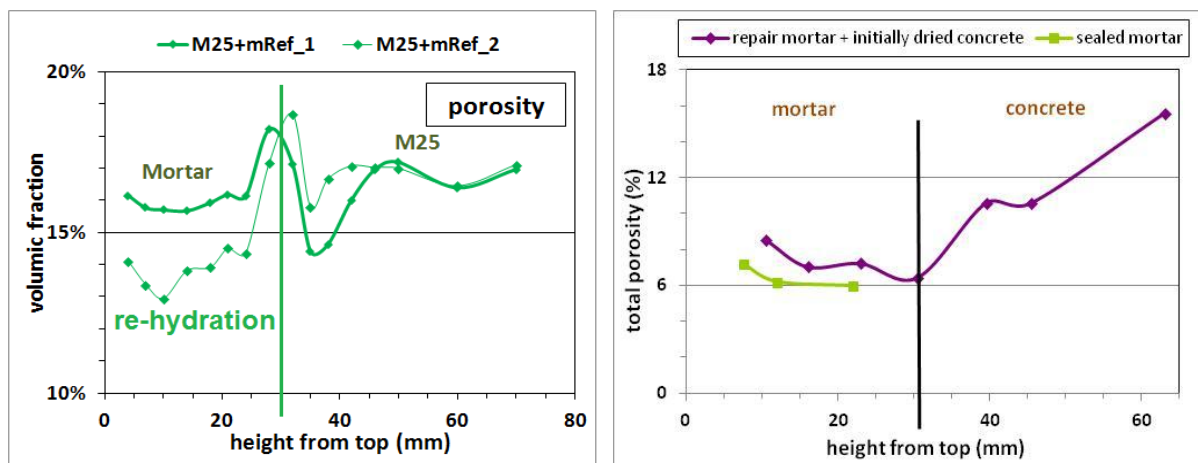 M25+mRef_1 M25+mRef_2
20%
porosity
M25
Mortar
volumic fraction
15%
re-hydration
10%
0 20 40 60 80
height from top (mm)
repair mortar + initially dried concrete sealed mortar
18
mortar concrete
12
total porosity (%)
6
0
0 20 40 60
height from top (mm)